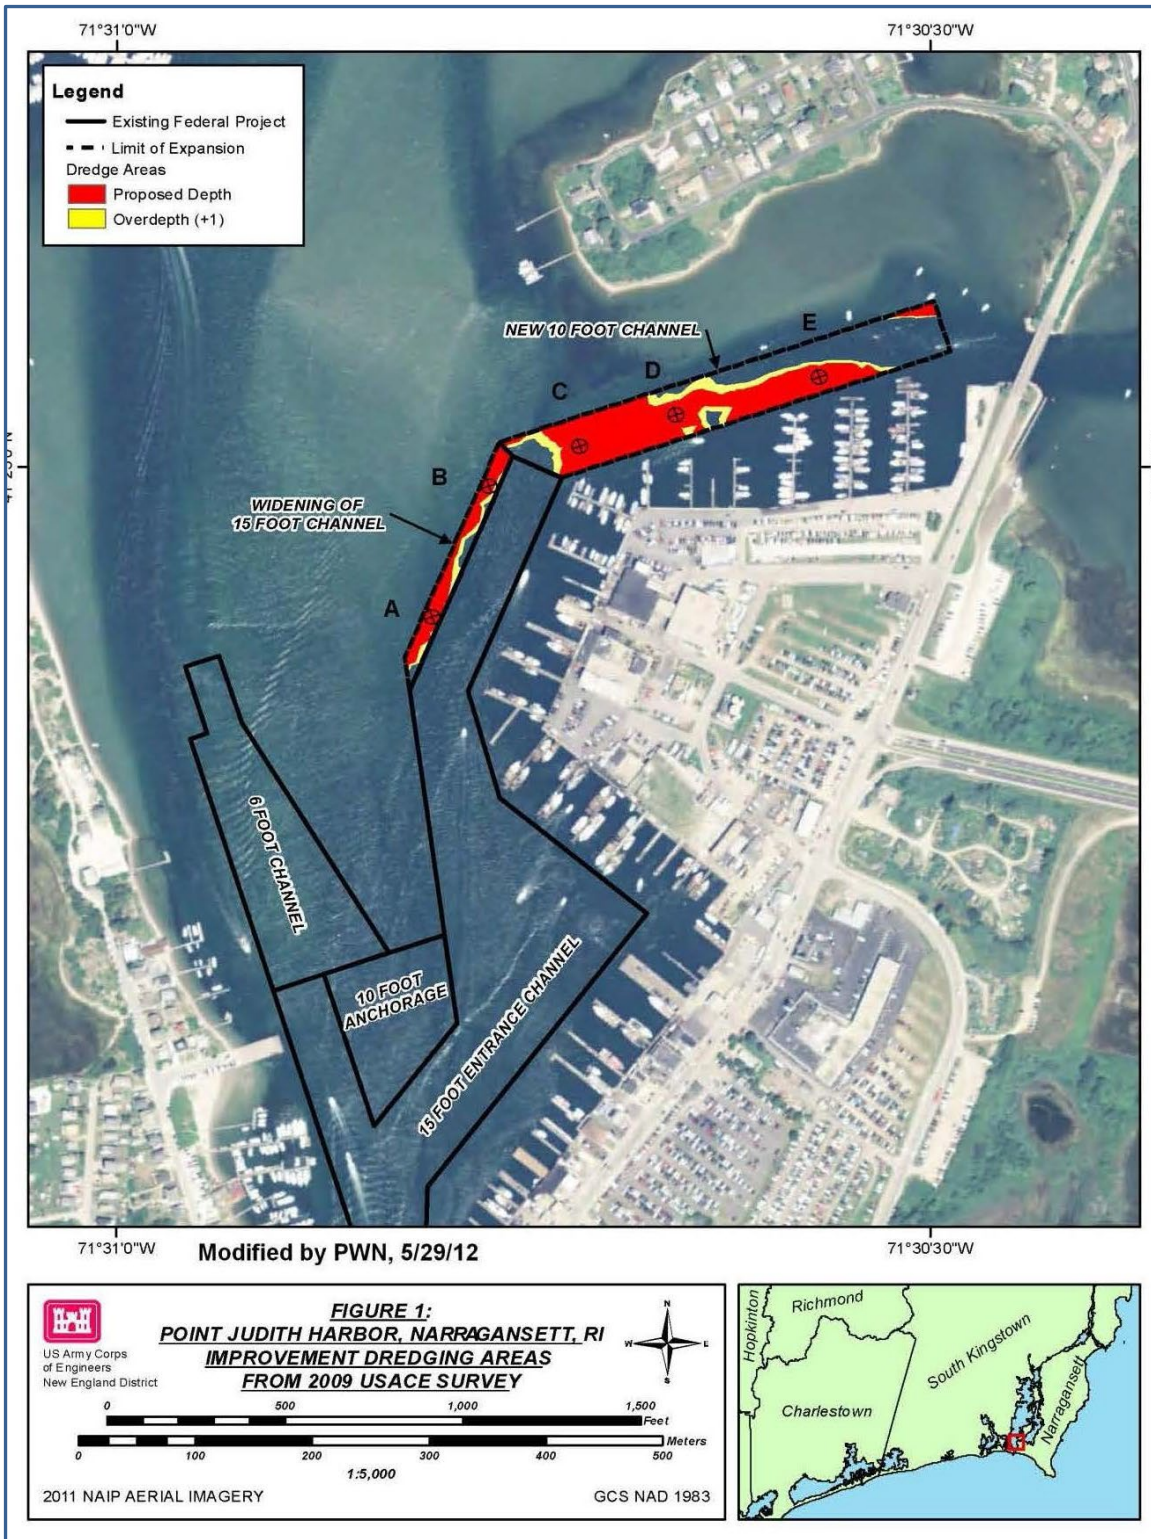 71°31'0"W
71°30'30"W
Legend
Existing Federal Project
Limit of Expansion
Dredge Areas
Proposed Depth
Overdepth (+1)
NEW 10 FOOT CHANNEL
E
D
C
B
WIDENING OF
15 FOOT CHANNEL
A
6 FOOT CHANNEL
10 FOOT
ANCHORAGE
15 FOOT ENTRANCE CHANNEL
71°31'0"W
71°30'30"W
Modified by PWN, 5/29/12
US Army Corps
of Engineers
New England District
FIGURE 1:
POINT JUDITH HARBOR, NARRAGANSETT, RI
IMPROVEMENT DREDGING AREAS
FROM 2009 USACE SURVEY
N
W
E
S
0 500 1,000 1,500
Feet
Meters
0 100 200 300 400 500
1:5,000
2011 NAIP AERIAL IMAGERY
GCS NAD 1983
Hopkinton
Richmond
South Kingstown
Charlestown
Narragansett